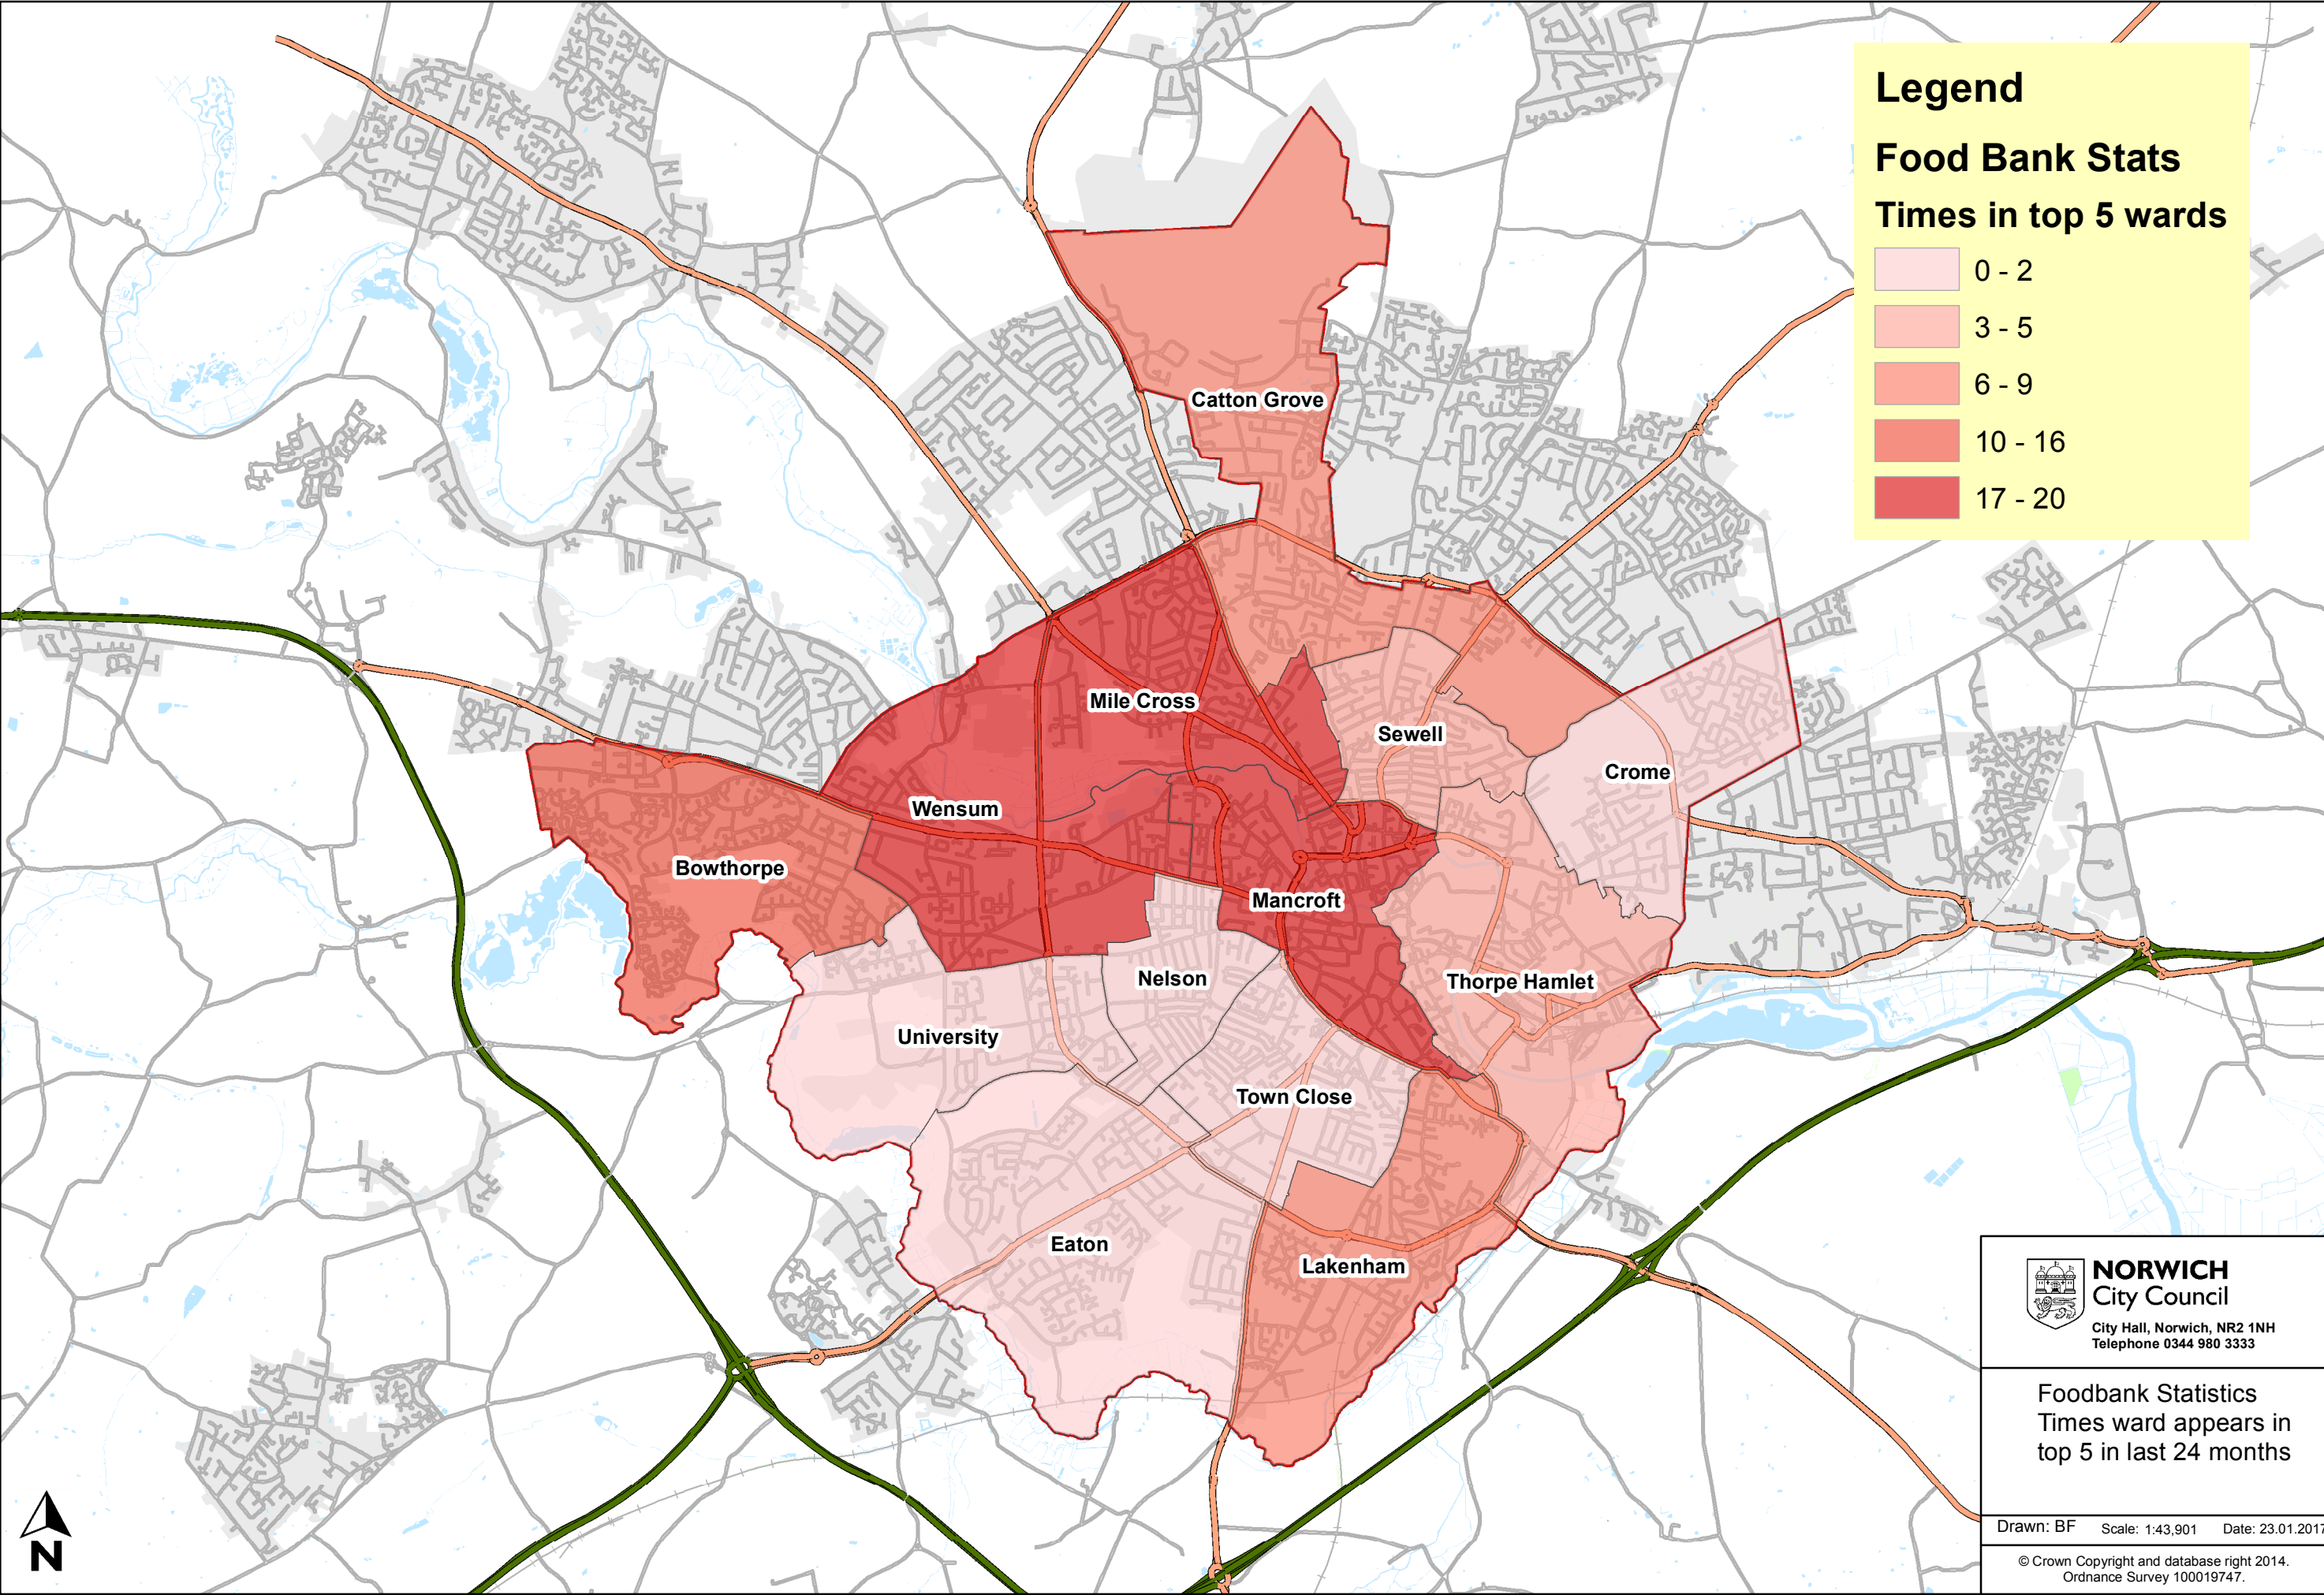 Legend
Food Bank Stats
Times in top 5 wards
0 - 2
3 - 5
6 - 9
10 - 16
17 - 20
Catton Grove
Mile Cross
Sewell
Crome
Wensum
Bowthorpe
Mancroft
Nelson
Thorpe Hamlet
University
Town Close
Eaton
Lakenham
N
NORWICH
City Council
City Hall, Norwich, NR2 1NH
Telephone 0344 980 3333
Foodbank Statistics
Times ward appears in
top 5 in last 24 months
Drawn: BF Scale: 1:43,901 Date: 23.01.2017
© Crown Copyright and database right 2014.
Ordnance Survey 100019747.